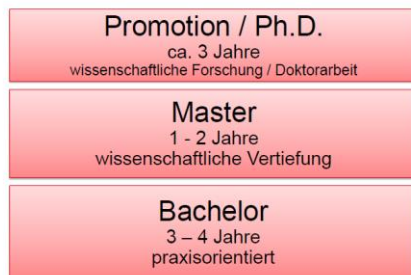 Promotion / Ph.D.
ca. 3 Jahre
wissenschaftliche Forschung / Doktorarbeit
Master
1 - 2 Jahre
wissenschaftliche Vertiefung
Bachelor
3 – 4 Jahre
praxisorientiert